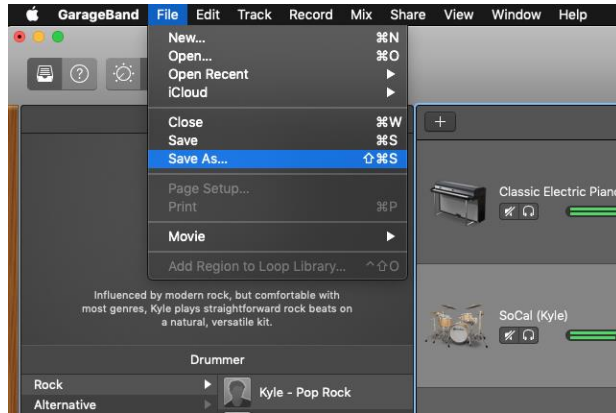 GarageBand File Edit Track Record Mix Share View Window Help
New... ⌘N
Open... ⌘O
Open Recent ▶
iCloud ▶
Close ⌘W
Save ⌘S
Save As... ⇧⌘S
Page Setup...
Print ⌘P
Movie ▶
Add Region to Loop Library... ^⇧O
Influenced by modern rock, but comfortable with
most genres, Kyle plays straightforward rock beats on
a natural, versatile kit.
Drummer
Rock ▶
Alternative ▶
Kyle - Pop Rock
+
Classic Electric Piano
SoCal (Kyle)